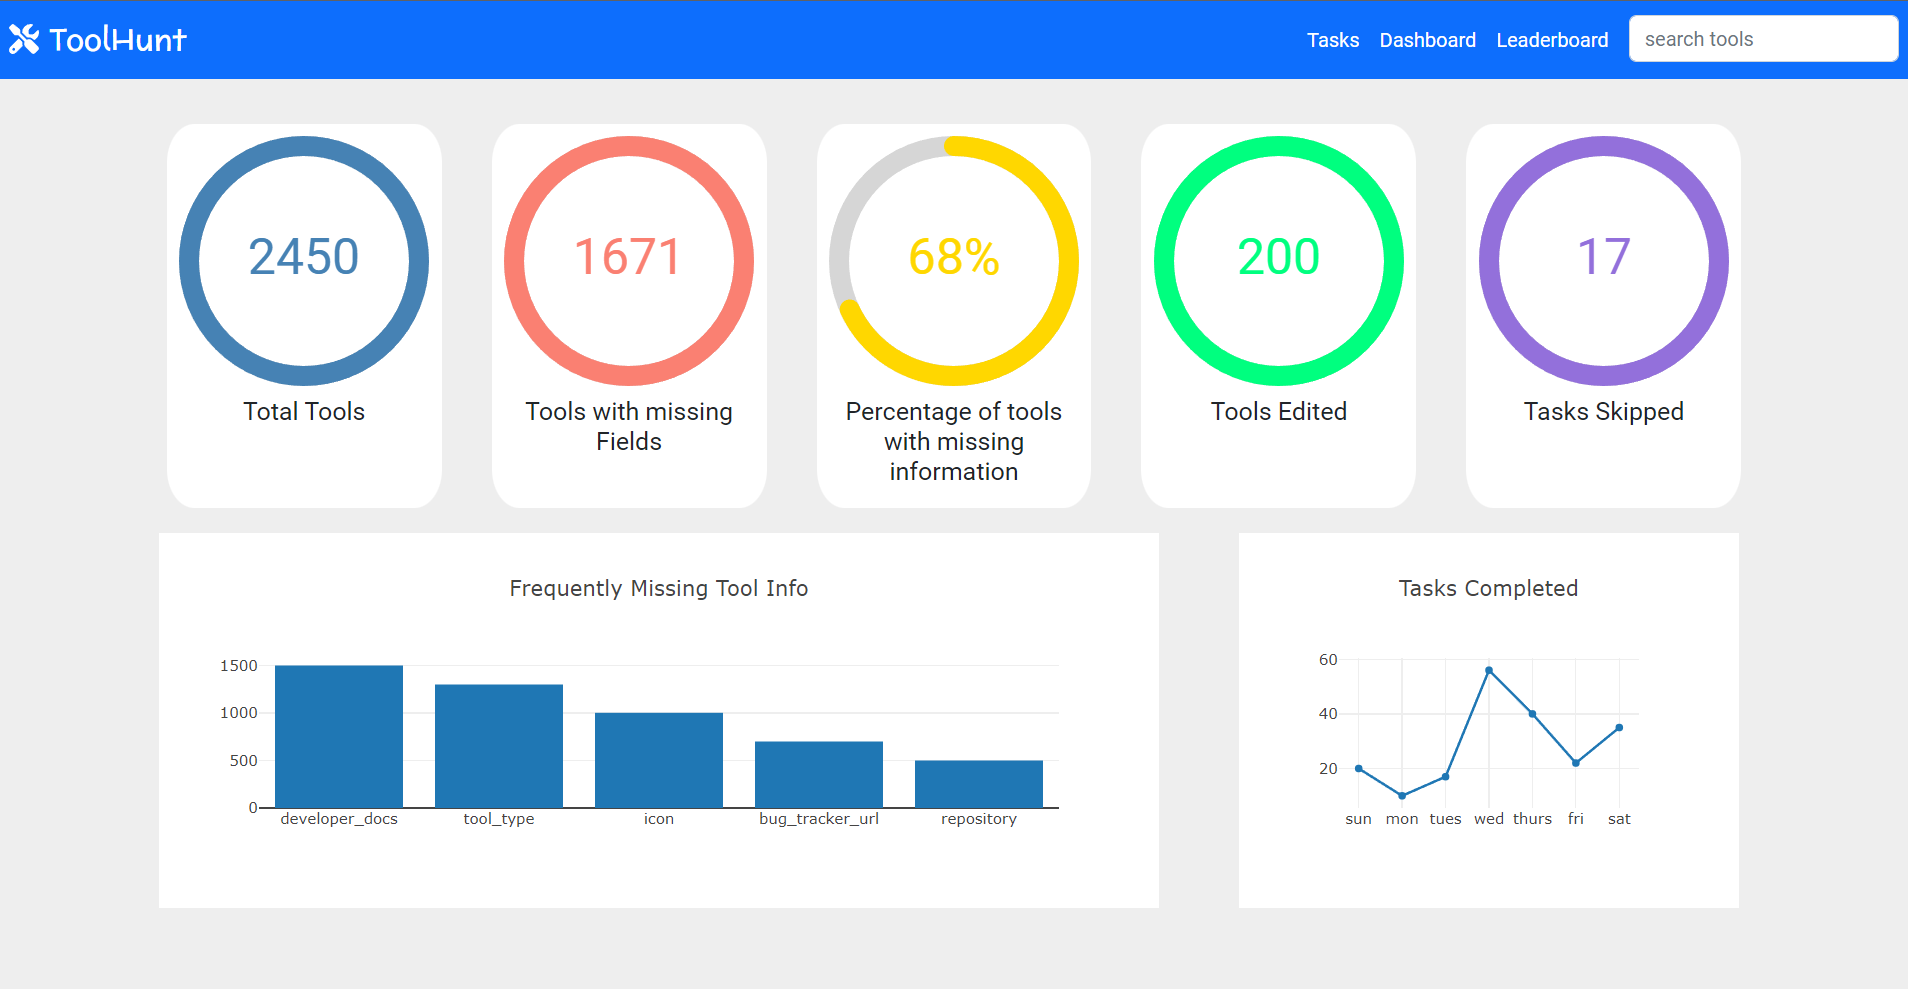 ToolHunt
Tasks Dashboard Leaderboard search tools
2450
Total Tools
1671
Tools with missing
Fields
68%
Percentage of tools
with missing
information
200
Tools Edited
17
Tasks Skipped
Frequently Missing Tool Info
1500
1000
500
0
developer_docs tool_type icon bug_tracker_url repository
Tasks Completed
60
40
20
sun mon tues wed thurs fri sat